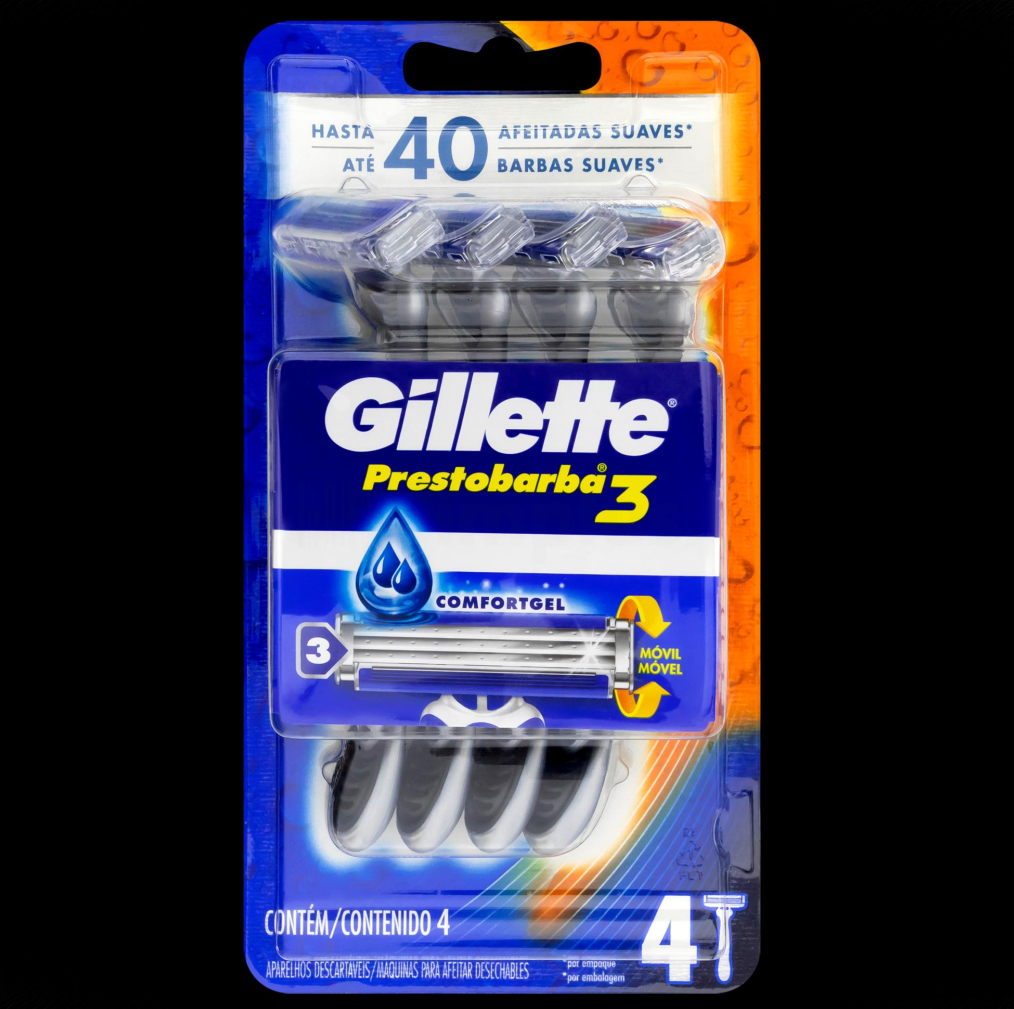 HASTA 40 AFEITADAS SUAVES*
ATÉ BARBAS SUAVES*
Gillette®
Prestobarba®3
COMFORTGEL
3
MÓVIL
MÓVEL
CONTÉM/CONTENIDO 4
4
APARELHOS DESCARTÁVEIS/MAQUINAS PARA AFEITAR DESECHABLES
*por empaque
*por embalagem